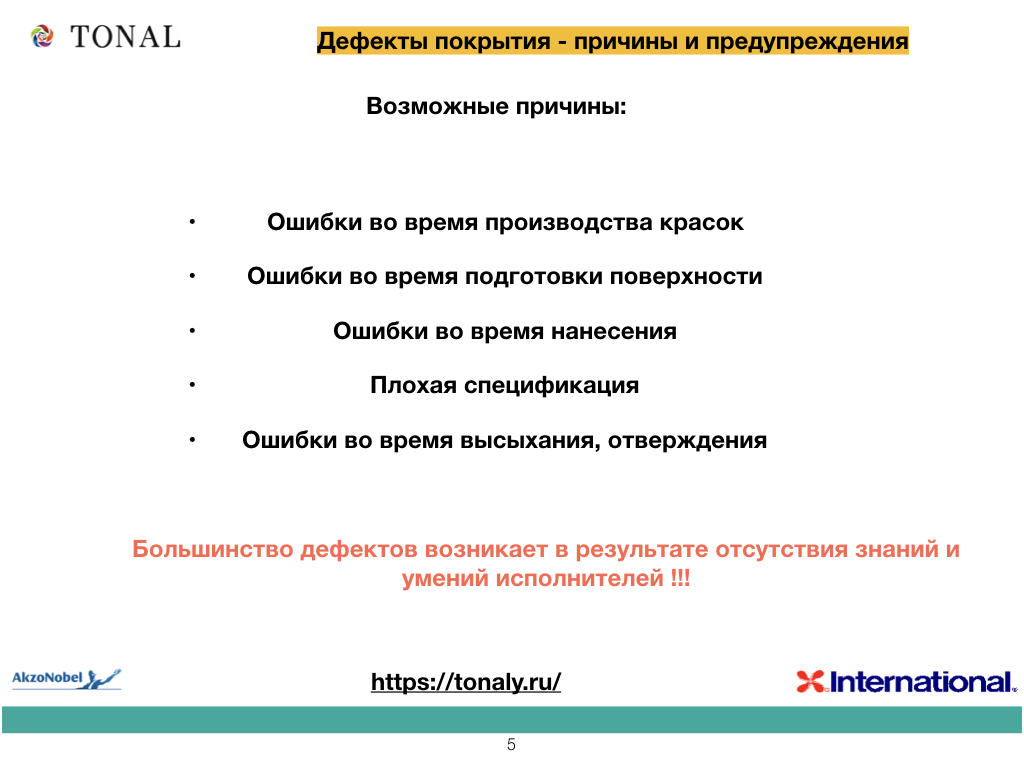 TONAL
Дефекты покрытия - причины и предупреждения
Возможные причины:
• Ошибки во время производства красок
• Ошибки во время подготовки поверхности
• Ошибки во время нанесения
• Плохая спецификация
• Ошибки во время высыхания, отверждения
Большинство дефектов возникает в результате отсутствия знаний и
умений исполнителей !!!
AkzoNobel
https://tonaly.ru/
International
5